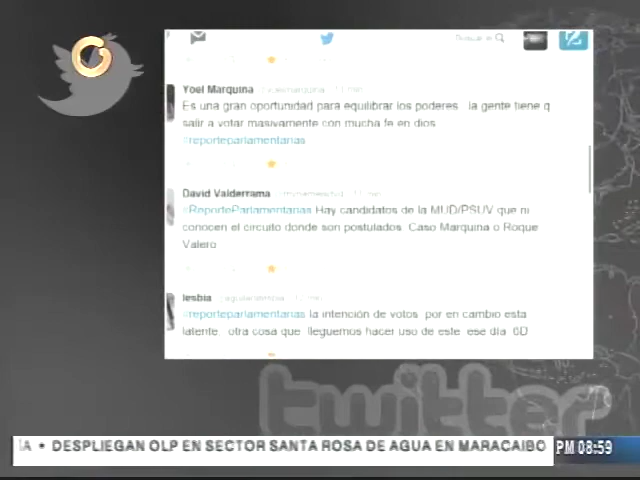 Buscar
Yoel Marquina
Es una gran oportunidad para equilibrar los poderes la gente tiene q
salir a votar masivamente con mucha fe en dios
#reporteparlamentarias
David Valderrama
#ReporteParlamentarias Hay candidatos de la MUD/PSUV que ni
conocen el circuito donde son postulados. Caso Marquina o Roque
Valero
lesbia
#reporteparlamentarias la intención de votos por en cambio esta
latente, otra cosa que lleguemos hacer uso de este ese día 6D
twitter
IA • DESPLIEGAN OLP EN SECTOR SANTA ROSA DE AGUA EN MARACAIBO PM 08:59